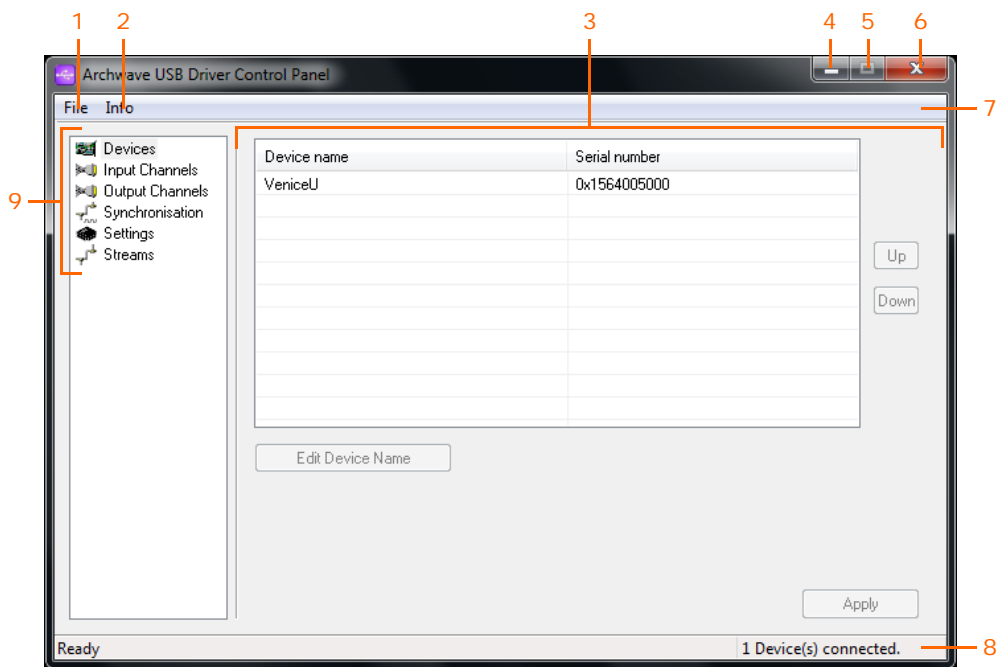 1 2 3 4 5 6
Archwave USB Driver Control Panel
File Info 7
9
Devices
Input Channels
Output Channels
Synchronisation
Settings
Streams
Device name Serial number
VeniceU 0x1564005000
Up
Down
Edit Device Name
Apply
Ready 1 Device(s) connected. 8